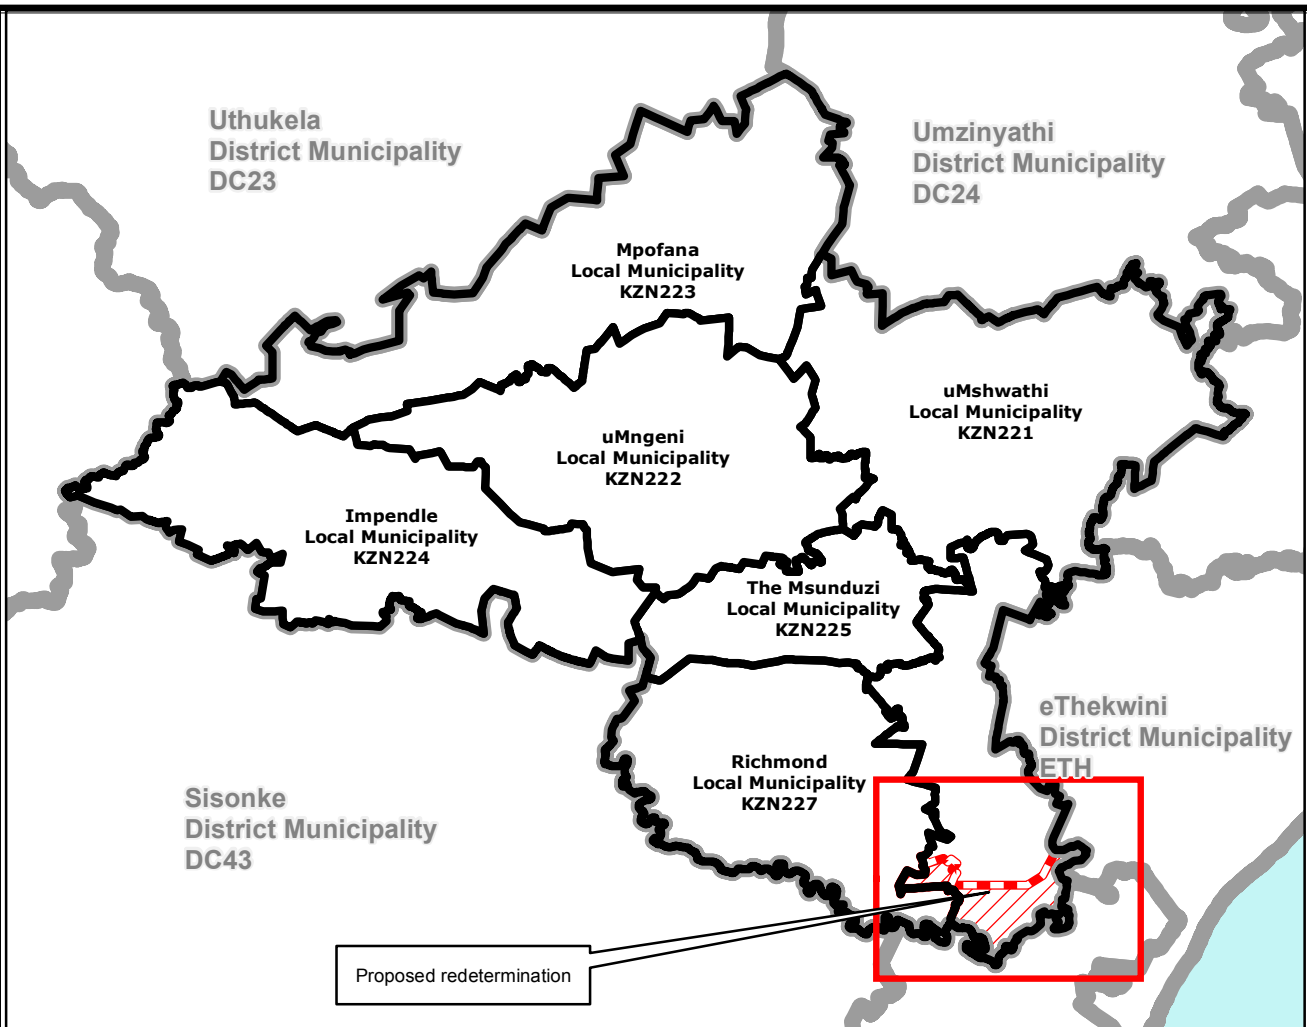 Uthukela
District Municipality
DC23
Umzinyathi
District Municipality
DC24
Mpofana
Local Municipality
KZN223
uMshwathi
Local Municipality
KZN221
uMngeni
Local Municipality
KZN222
Impendle
Local Municipality
KZN224
The Msunduzi
Local Municipality
KZN225
eThekwini
District Municipality
ETH
Richmond
Local Municipality
KZN227
Sisonke
District Municipality
DC43
Proposed redetermination